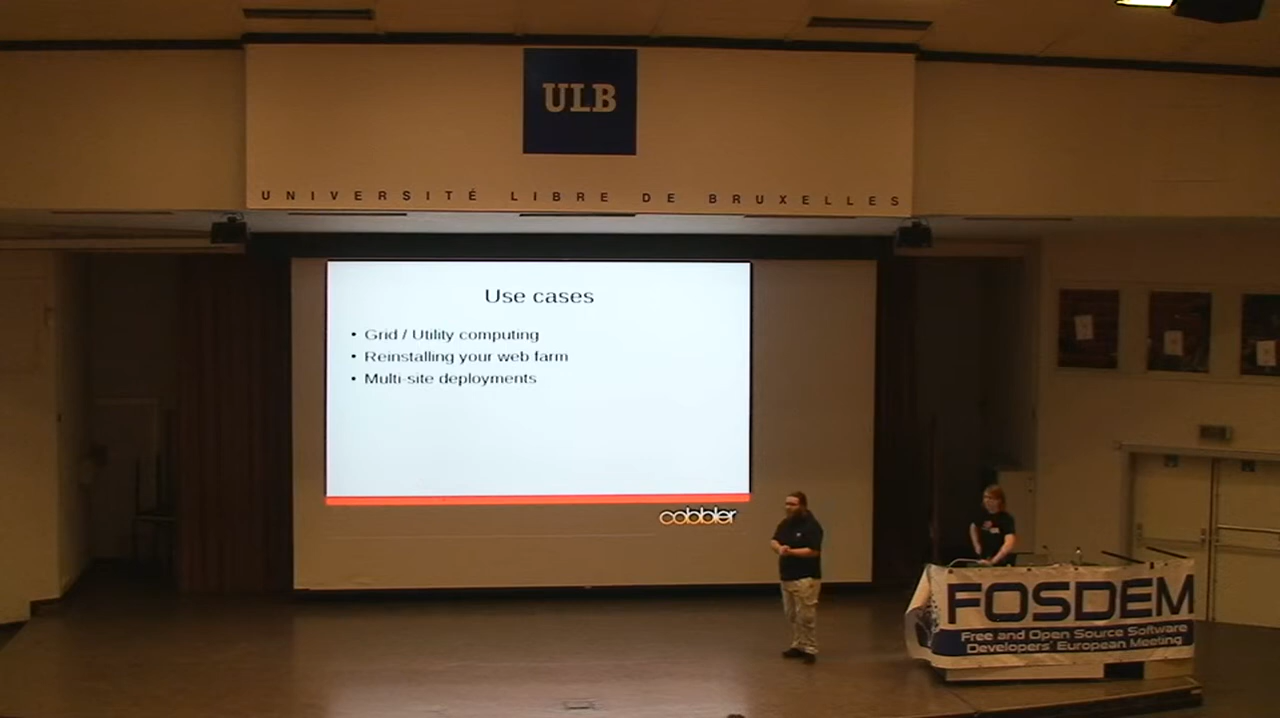 ULB
UNIVERSITÉ LIBRE DE BRUXELLES
Use cases
• Grid / Utility computing
• Reinstalling your web farm
• Multi-site deployments
cobbler
FOSDEM
Free and Open Source Software
Developers' European Meeting